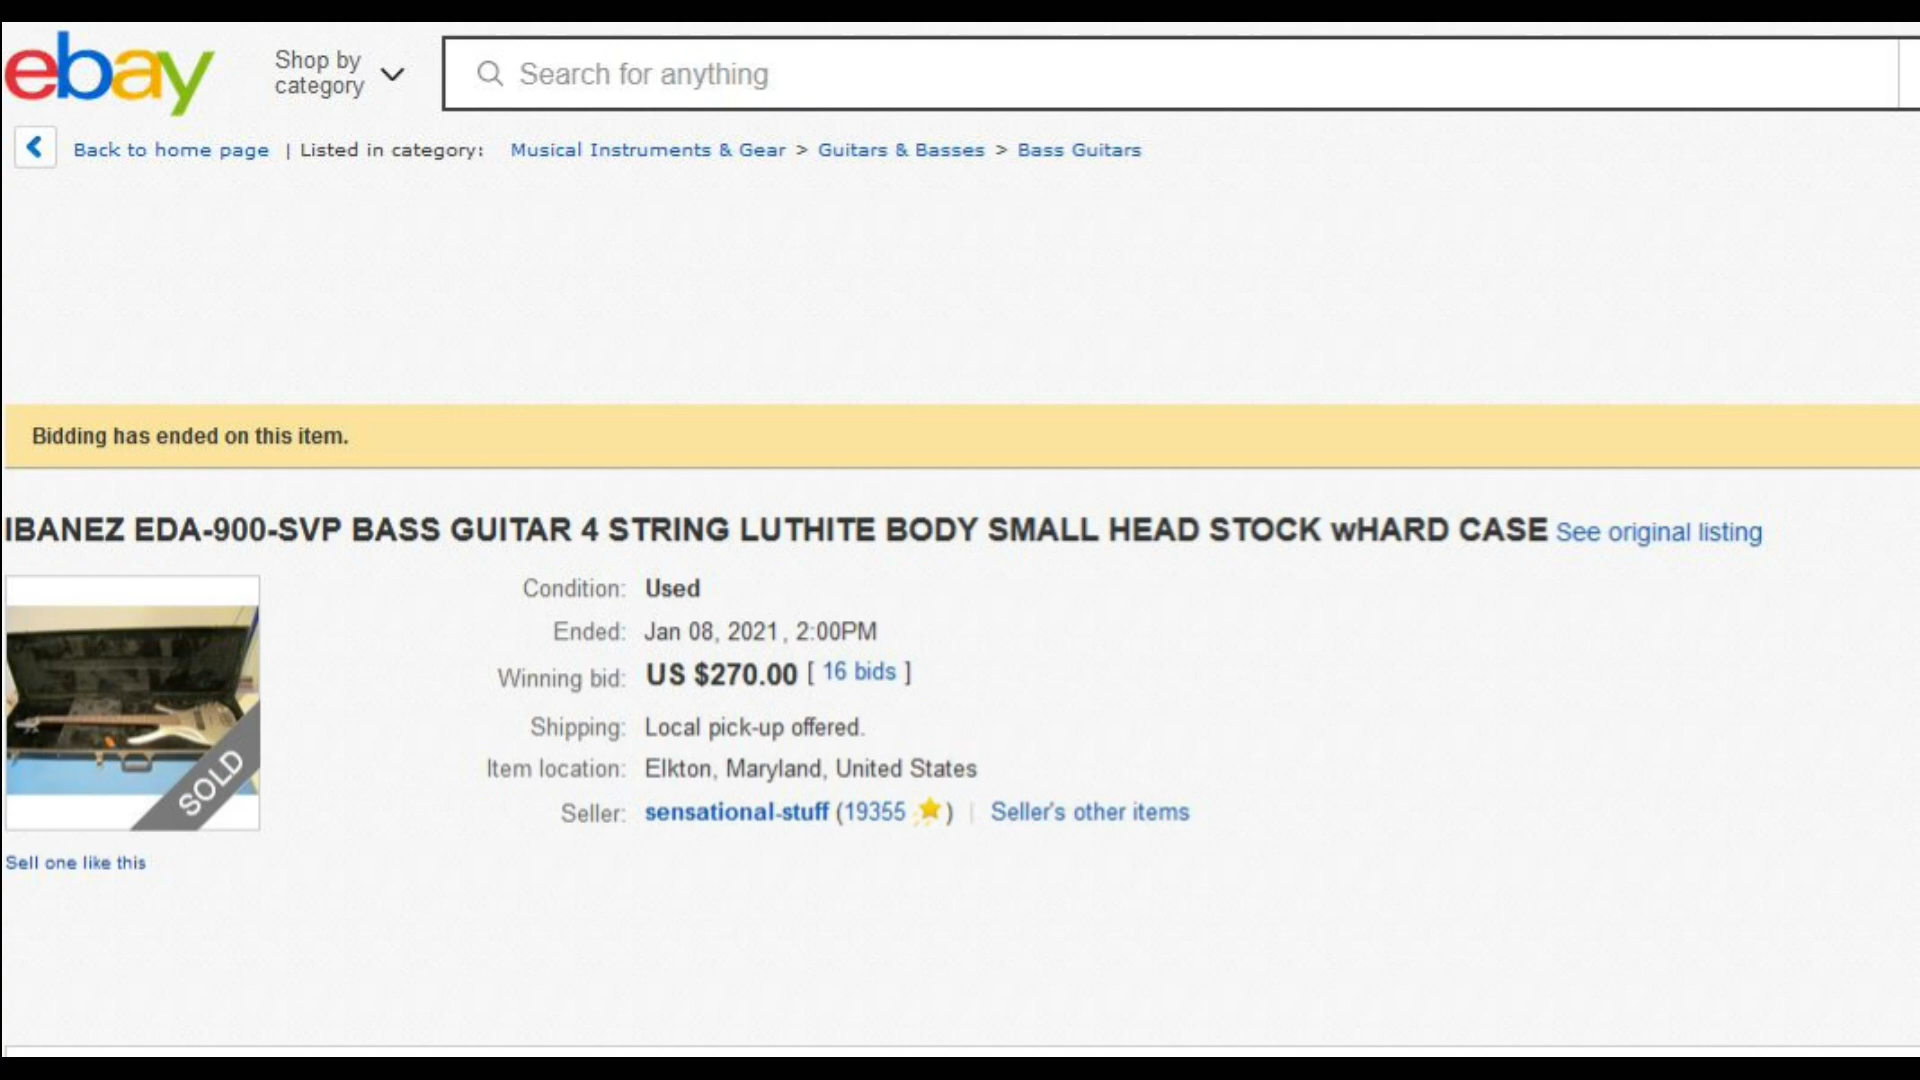 ebay
Shop by
category
Search for anything
Back to home page | Listed in category: Musical Instruments & Gear > Guitars & Basses > Bass Guitars
Bidding has ended on this item.
IBANEZ EDA-900-SVP BASS GUITAR 4 STRING LUTHITE BODY SMALL HEAD STOCK wHARD CASE See original listing
Condition: Used
Ended: Jan 08, 2021 , 2:00PM
Winning bid: US $270.00 [ 16 bids ]
Shipping: Local pick-up offered.
Item location: Elkton, Maryland, United States
Seller: sensational-stuff (19355 ) | Seller's other items
SOLD
Sell one like this